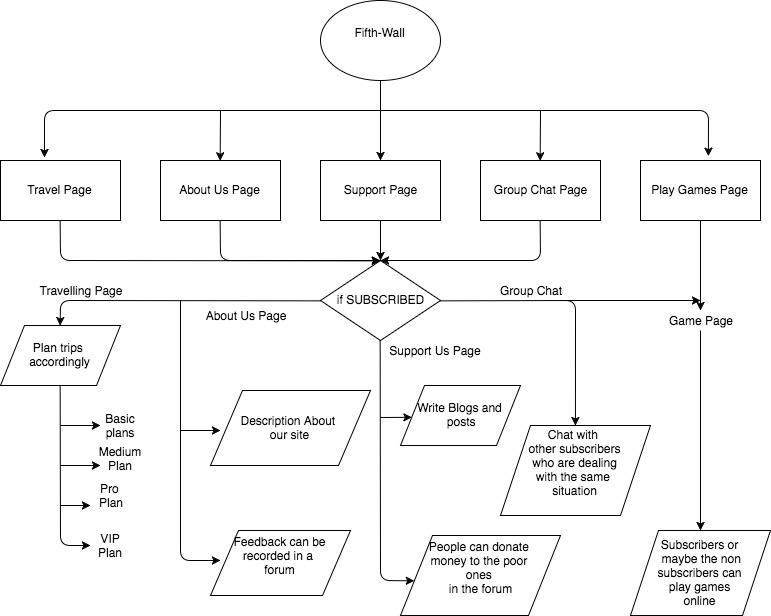 Fifth-Wall
Travel Page
About Us Page
Support Page
Group Chat Page
Play Games Page
if SUBSCRIBED
Travelling Page
About Us Page
Support Us Page
Group Chat
Game Page
Plan trips
accordingly
Basic
plans
Medium
Plan
Pro
Plan
VIP
Plan
Description About
our site
Feedback can be
recorded in a
forum
Write Blogs and
posts
People can donate
money to the poor
ones
in the forum
Chat with
other subscribers
who are dealing
with the same
situation
Subscribers or
maybe the non
subscribers can
play games
online